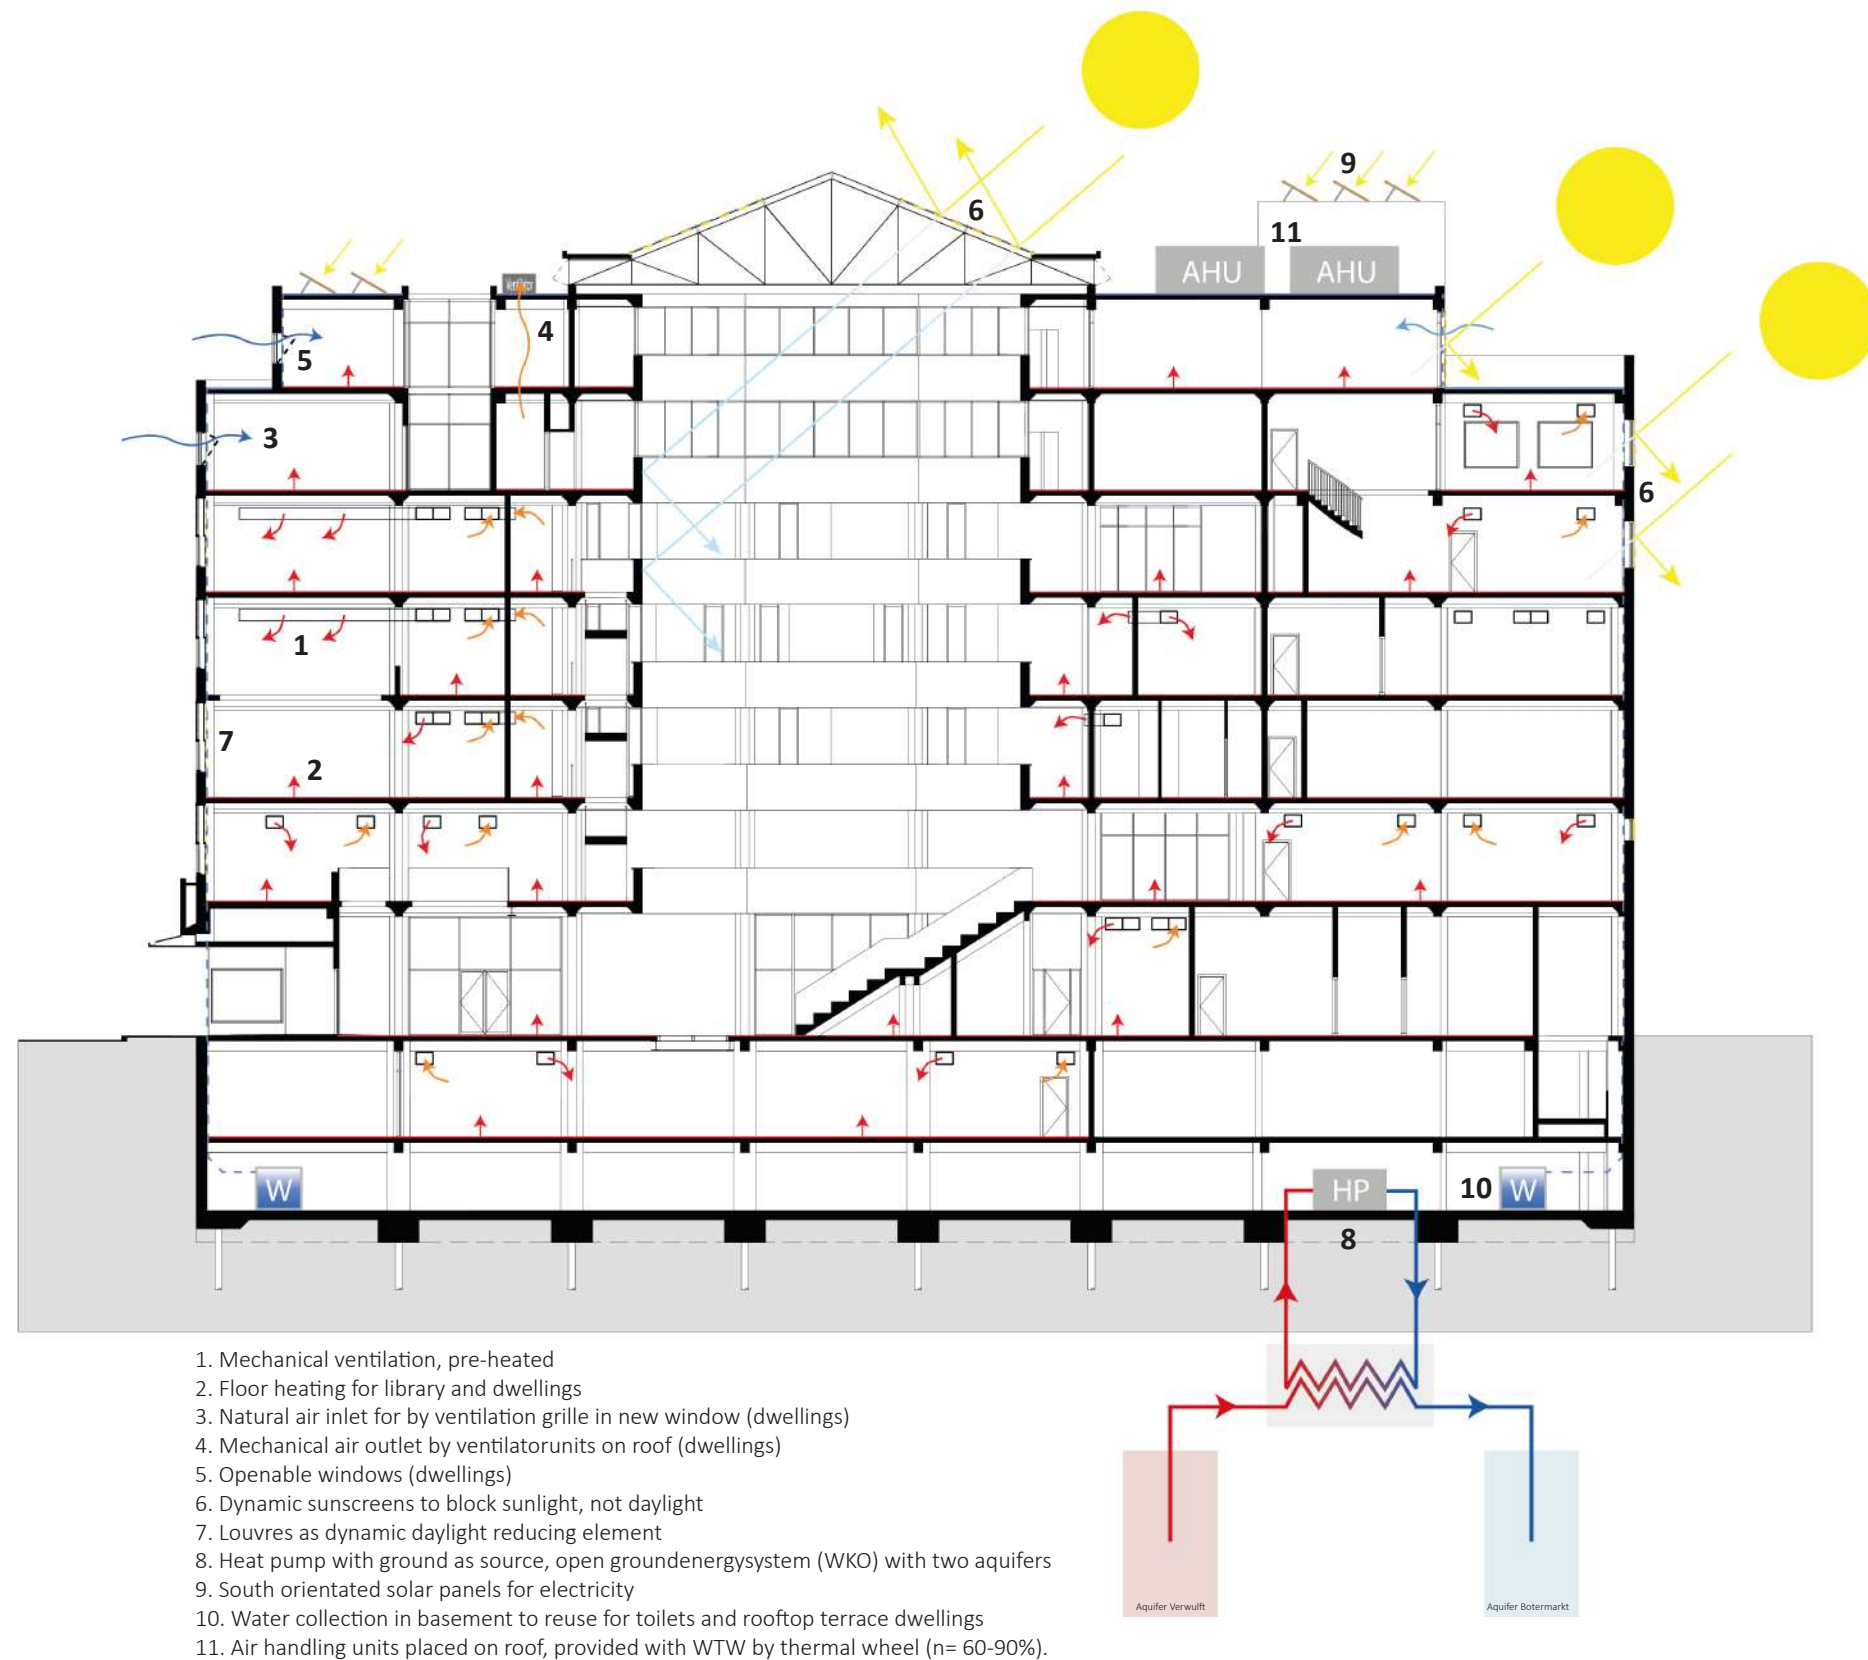 9
6
11
AHU
AHU
Ventilator
4
5
3
6
1
7
2
W
HP
10
W
8
1. Mechanical ventilation, pre-heated
2. Floor heating for library and dwellings
3. Natural air inlet for by ventilation grille in new window (dwellings)
4. Mechanical air outlet by ventilatorunits on roof (dwellings)
5. Openable windows (dwellings)
6. Dynamic sunscreens to block sunlight, not daylight
7. Louvres as dynamic daylight reducing element
8. Heat pump with ground as source, open groundenergysystem (WKO) with two aquifers
9. South orientated solar panels for electricity
10. Water collection in basement to reuse for toilets and rooftop terrace dwellings
11. Air handling units placed on roof, provided with WTW by thermal wheel (n= 60-90%).
Aquifer Verwulft
Aquifer Botermarkt